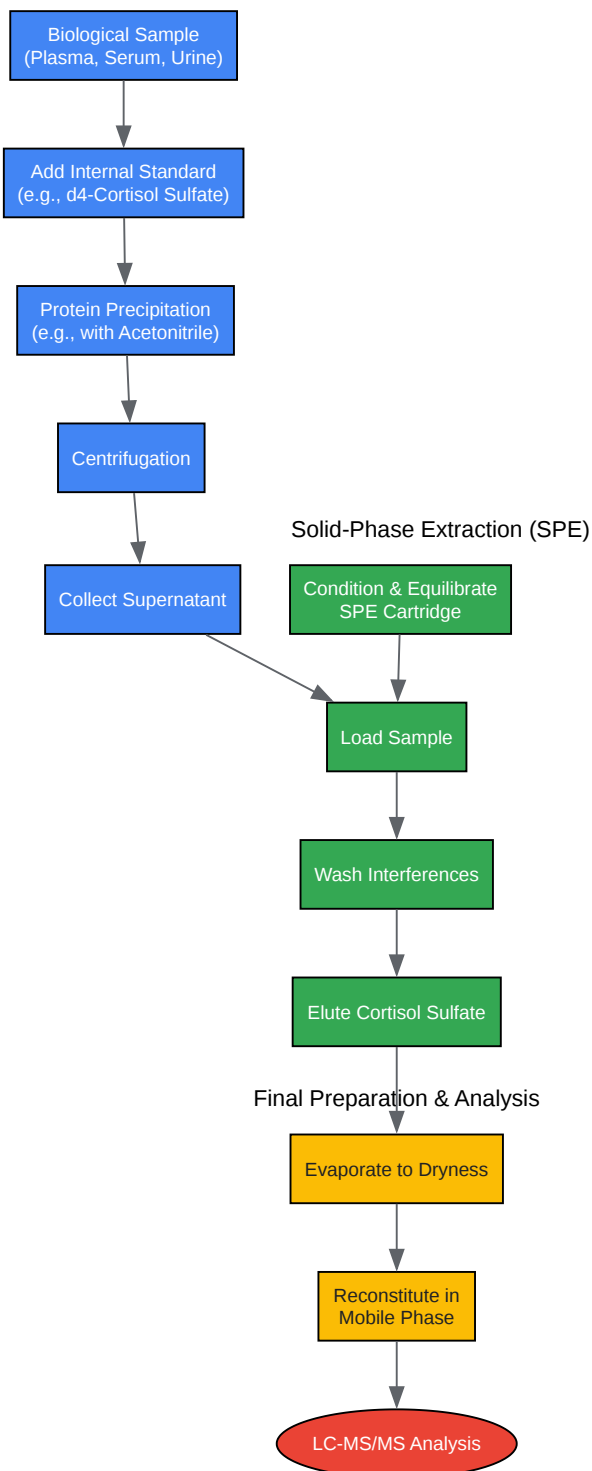 Biological Sample
(Plasma, Serum, Urine)
Add Internal Standard
(e.g., d4-Cortisol Sulfate)
Protein Precipitation
(e.g., with Acetonitrile)
Centrifugation
Collect Supernatant
Solid-Phase Extraction (SPE)
Condition & Equilibrate
SPE Cartridge
Load Sample
Wash Interferences
Elute Cortisol Sulfate
Final Preparation & Analysis
Evaporate to Dryness
Reconstitute in
Mobile Phase
LC-MS/MS Analysis